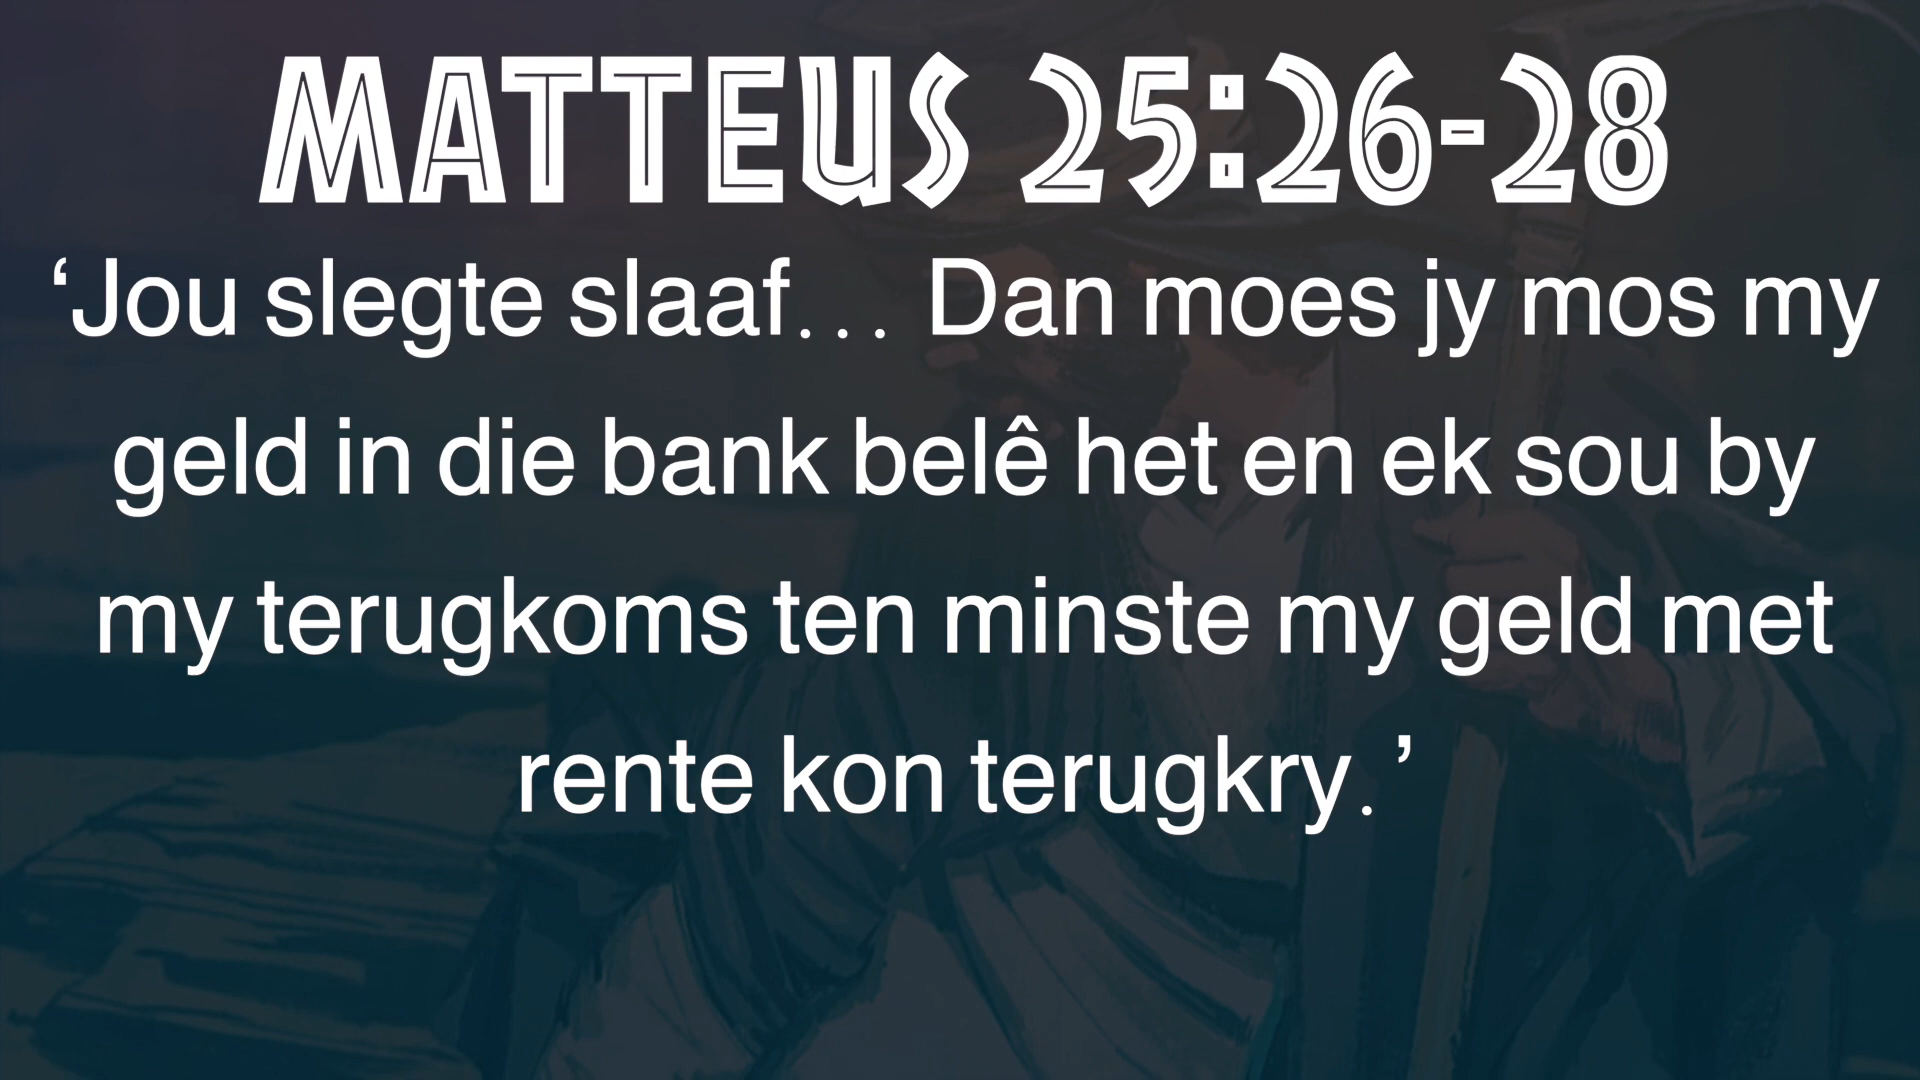 MATTEUS 25:26-28
‘Jou slegte slaaf… Dan moes jy mos my
geld in die bank belê het en ek sou by
my terugkoms ten minste my geld met
rente kon terugkry.’